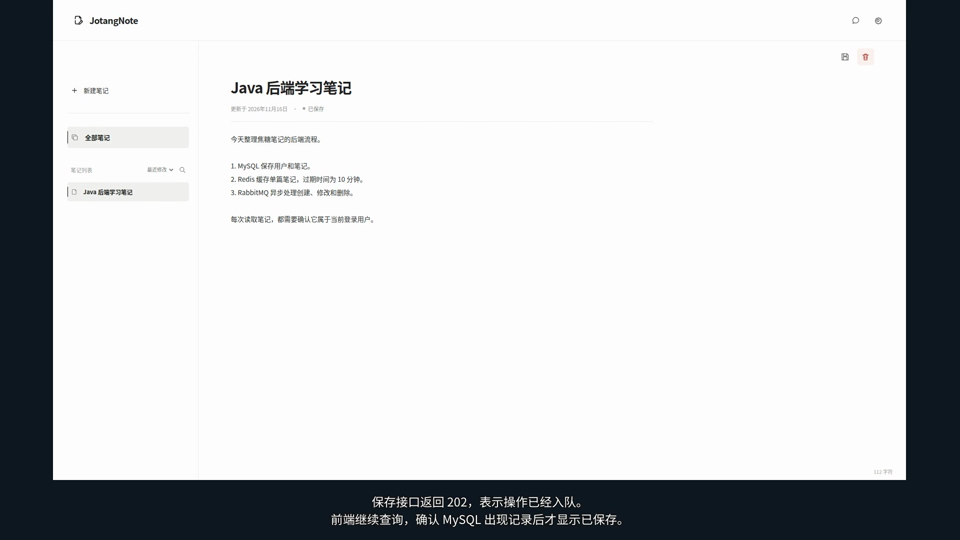 JotangNote
新建笔记
全部笔记
笔记列表
最近修改
Java 后端学习笔记
Java 后端学习笔记
更新于 2026年11月16日 · 已保存
今天整理焦糖笔记的后端流程。
1. MySQL 保存用户和笔记。
2. Redis 缓存单篇笔记，过期时间为 10 分钟。
3. RabbitMQ 异步处理创建、修改和删除。
每次读取笔记，都需要确认它属于当前登录用户。
112 字符
保存接口返回 202，表示操作已经入队。
前端继续查询，确认 MySQL 出现记录后才显示已保存。